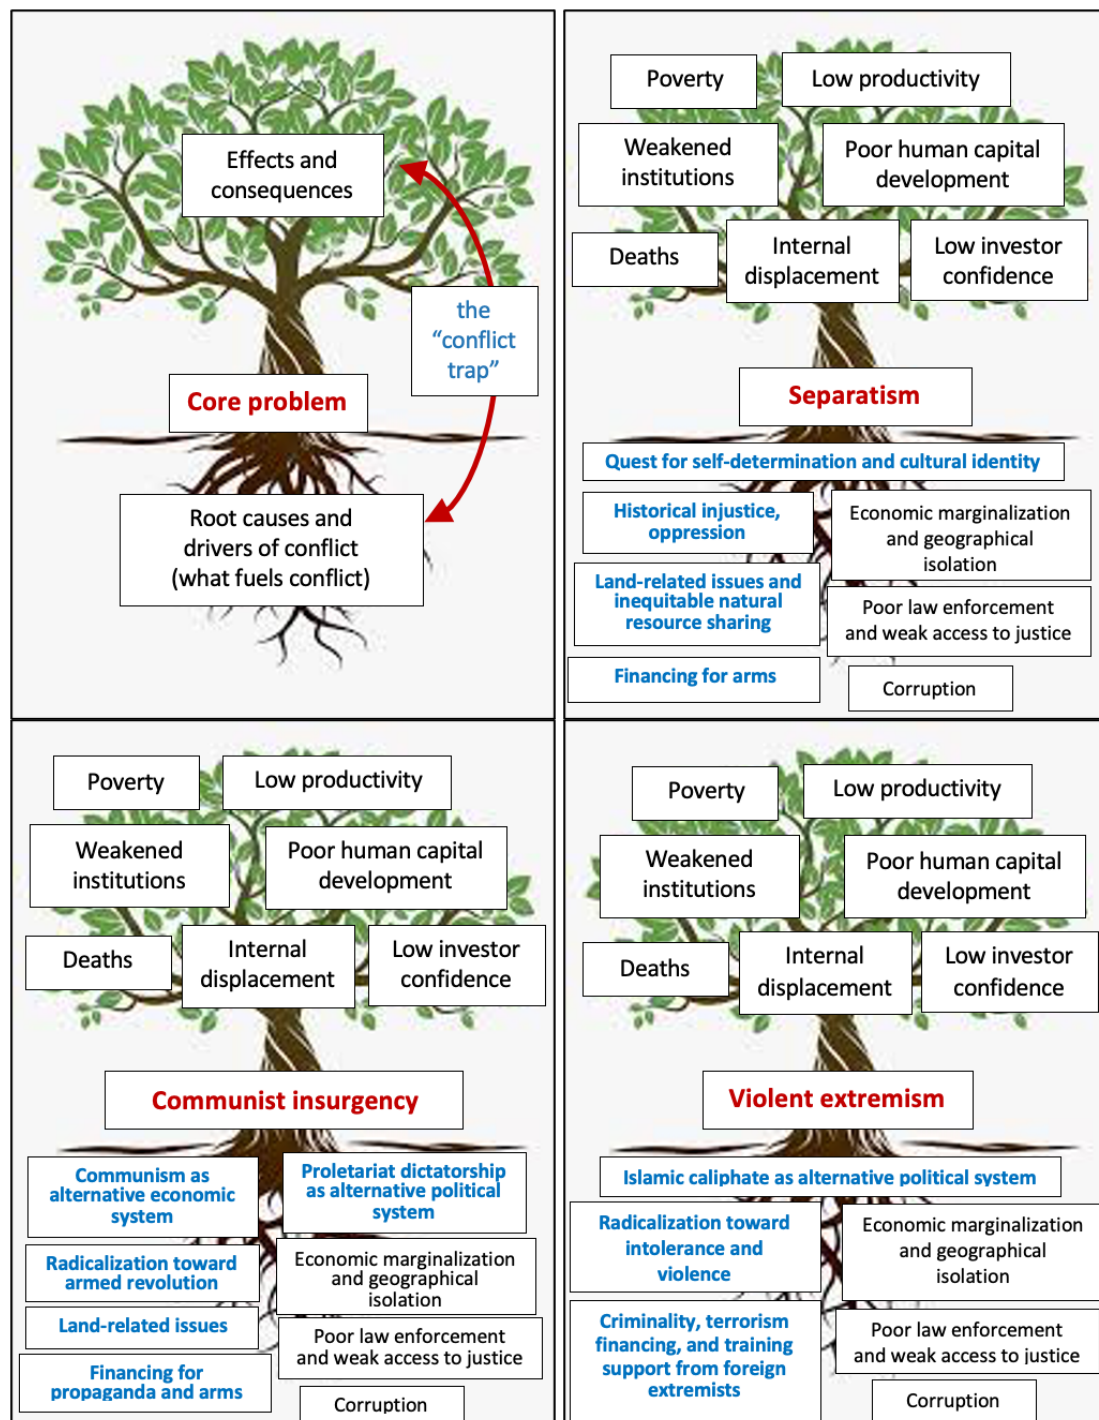 Effects and
consequences
the
“conflict
trap”
Core problem
Root causes and
drivers of conflict
(what fuels conflict)
Poverty
Low productivity
Weakened
institutions
Poor human capital
development
Deaths
Internal
displacement
Low investor
confidence
Separatism
Quest for self-determination and cultural identity
Historical injustice,
oppression
Economic marginalization
and geographical
isolation
Land-related issues and
inequitable natural
resource sharing
Poor law enforcement
and weak access to justice
Financing for arms
Corruption
Poverty
Low productivity
Weakened
institutions
Poor human capital
development
Deaths
Internal
displacement
Low investor
confidence
Communist insurgency
Communism as
alternative economic
system
Proletariat dictatorship
as alternative political
system
Radicalization toward
armed revolution
Economic marginalization
and geographical
isolation
Land-related issues
Poor law enforcement
and weak access to justice
Financing for
propaganda and arms
Corruption
Poverty
Low productivity
Weakened
institutions
Poor human capital
development
Deaths
Internal
displacement
Low investor
confidence
Violent extremism
Islamic caliphate as alternative political system
Radicalization toward
intolerance and
violence
Economic marginalization
and geographical
isolation
Criminality, terrorism
financing, and training
support from foreign
extremists
Poor law enforcement
and weak access to justice
Corruption